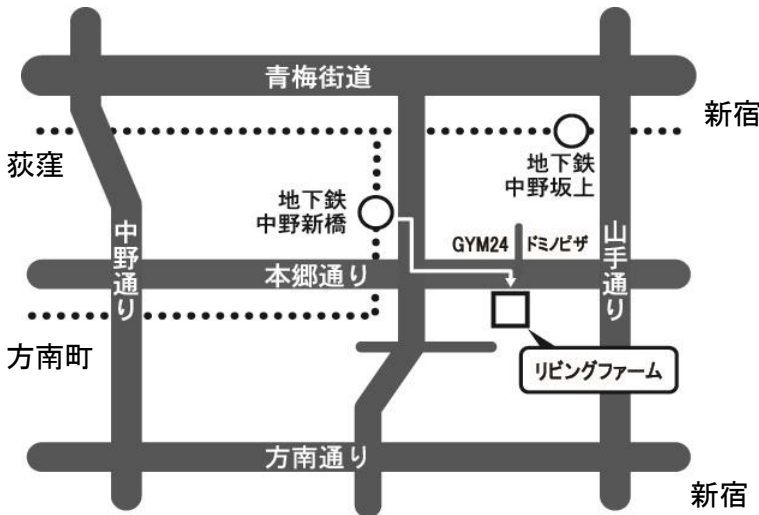 青梅街道
新宿
荻窪
地下鉄
中野坂上
地下鉄
中野新橋
中野通り
GYM24
ドミノピザ
山手通り
本郷通り
方南町
リビングファーム
方南通り
新宿